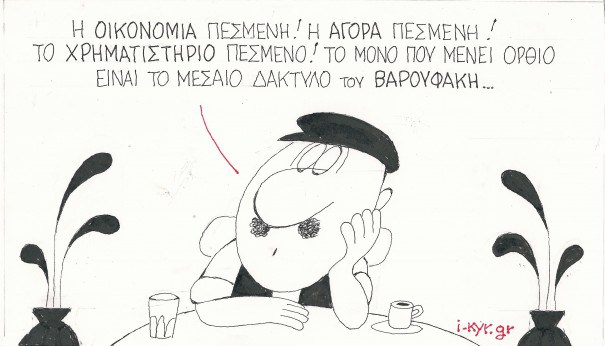 Η ΟΙΚΟΝΟΜΙΑ ΠΕΣΜΕΝΗ! Η ΑΓΟΡΑ ΠΕΣΜΕΝΗ!
ΤΟ ΧΡΗΜΑΤΙΣΤΗΡΙΟ ΠΕΣΜΕΝΟ! ΤΟ ΜΟΝΟ ΠΟΥ ΜΕΝΕΙ ΟΡΘΙΟ
ΕΙΝΑΙ ΤΟ ΜΕΣΑΙΟ ΔΑΚΤΥΛΟ του ΒΑΡΟΥΦΑΚΗ...
i-κυr.gr